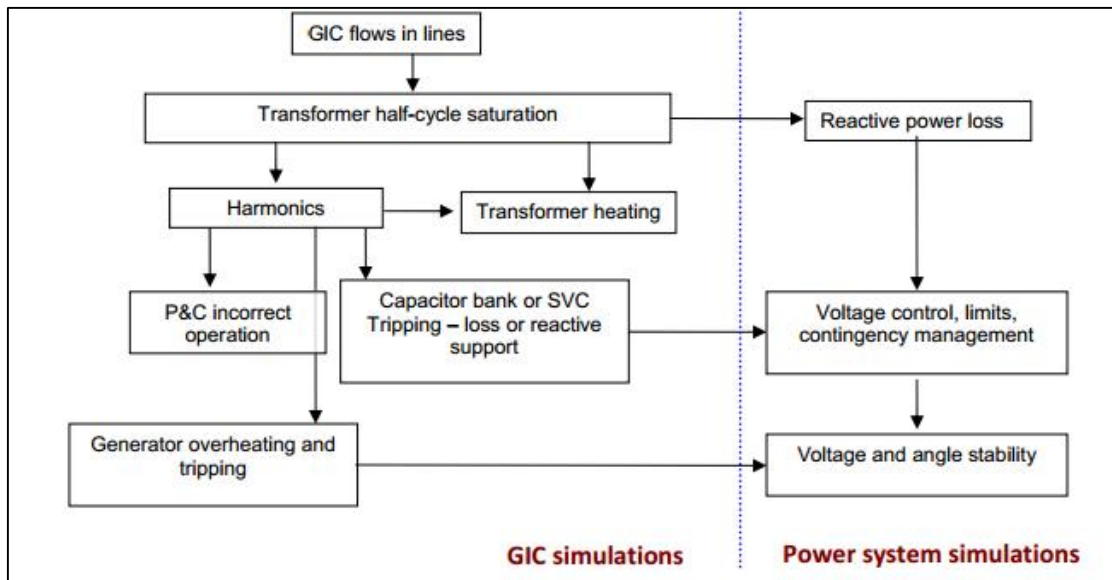 GIC flows in lines
Transformer half-cycle saturation
Reactive power loss
Harmonics
Transformer heating
P&C incorrect
operation
Capacitor bank or SVC
Tripping – loss or reactive
support
Voltage control, limits,
contingency management
Generator overheating and
tripping
Voltage and angle stability
GIC simulations
Power system simulations